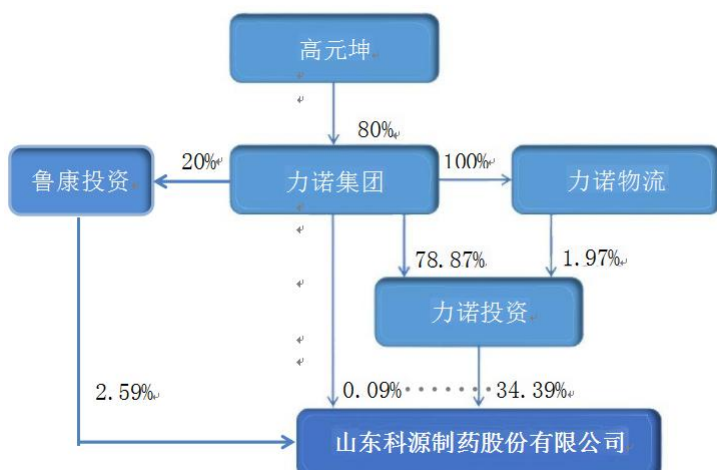 高元坤
80%
20%
100%
鲁康投资
力诺集团
力诺物流
78.87%
1.97%
力诺投资
2.59%
0.09%
34.39%
山东科源制药股份有限公司